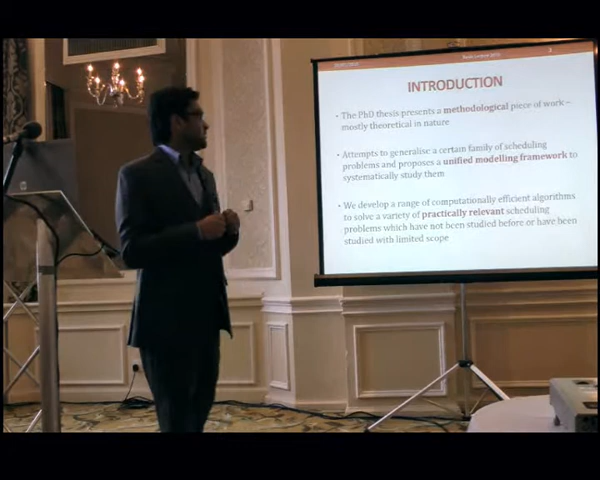 INTRODUCTION
• The PhD thesis presents a methodological piece of work –
mostly theoretical in nature
• Attempts to generalise a certain family of scheduling
problems and proposes a unified modelling framework to
systematically study them
• We develop a range of computationally efficient algorithms
to solve a variety of practically relevant scheduling
problems which have not been studied before or have been
studied with limited scope